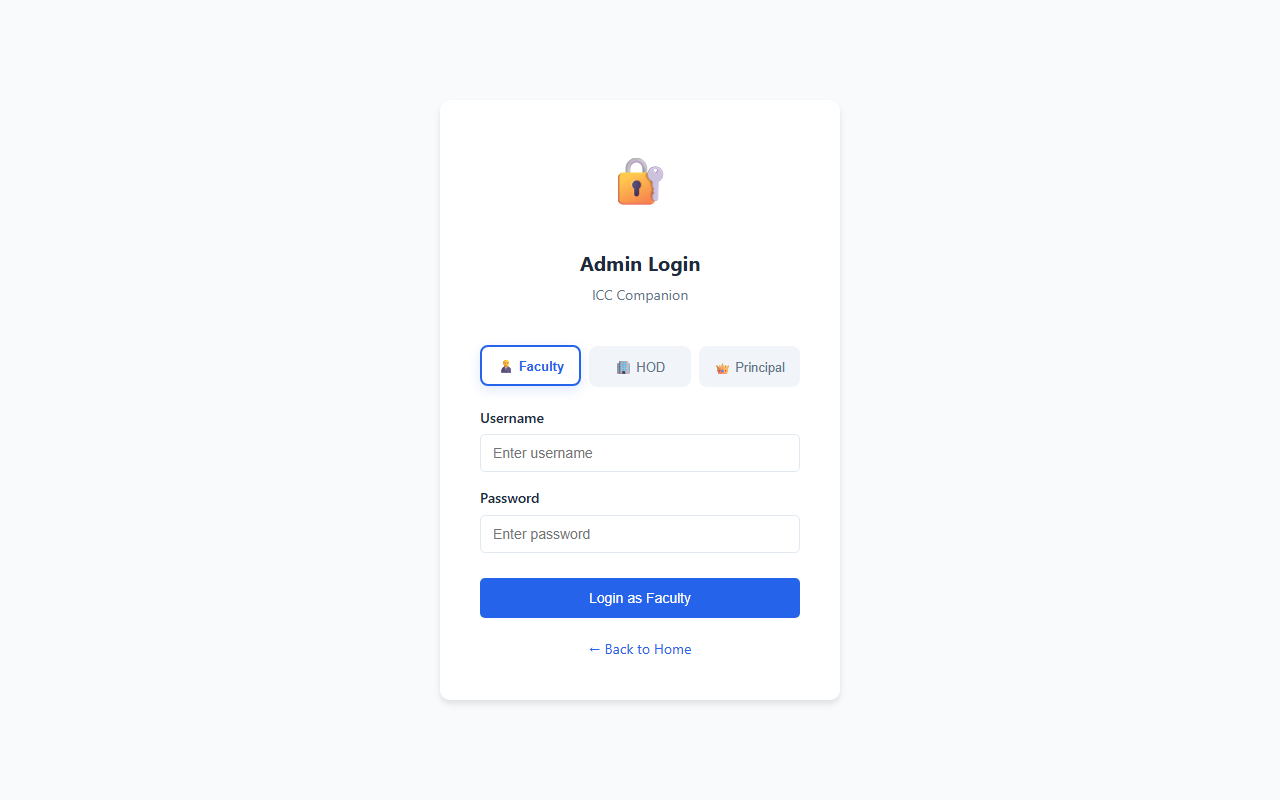 Admin Login
ICC Companion
Faculty HOD Principal
Username
Enter username
Password
Enter password
Login as Faculty
← Back to Home